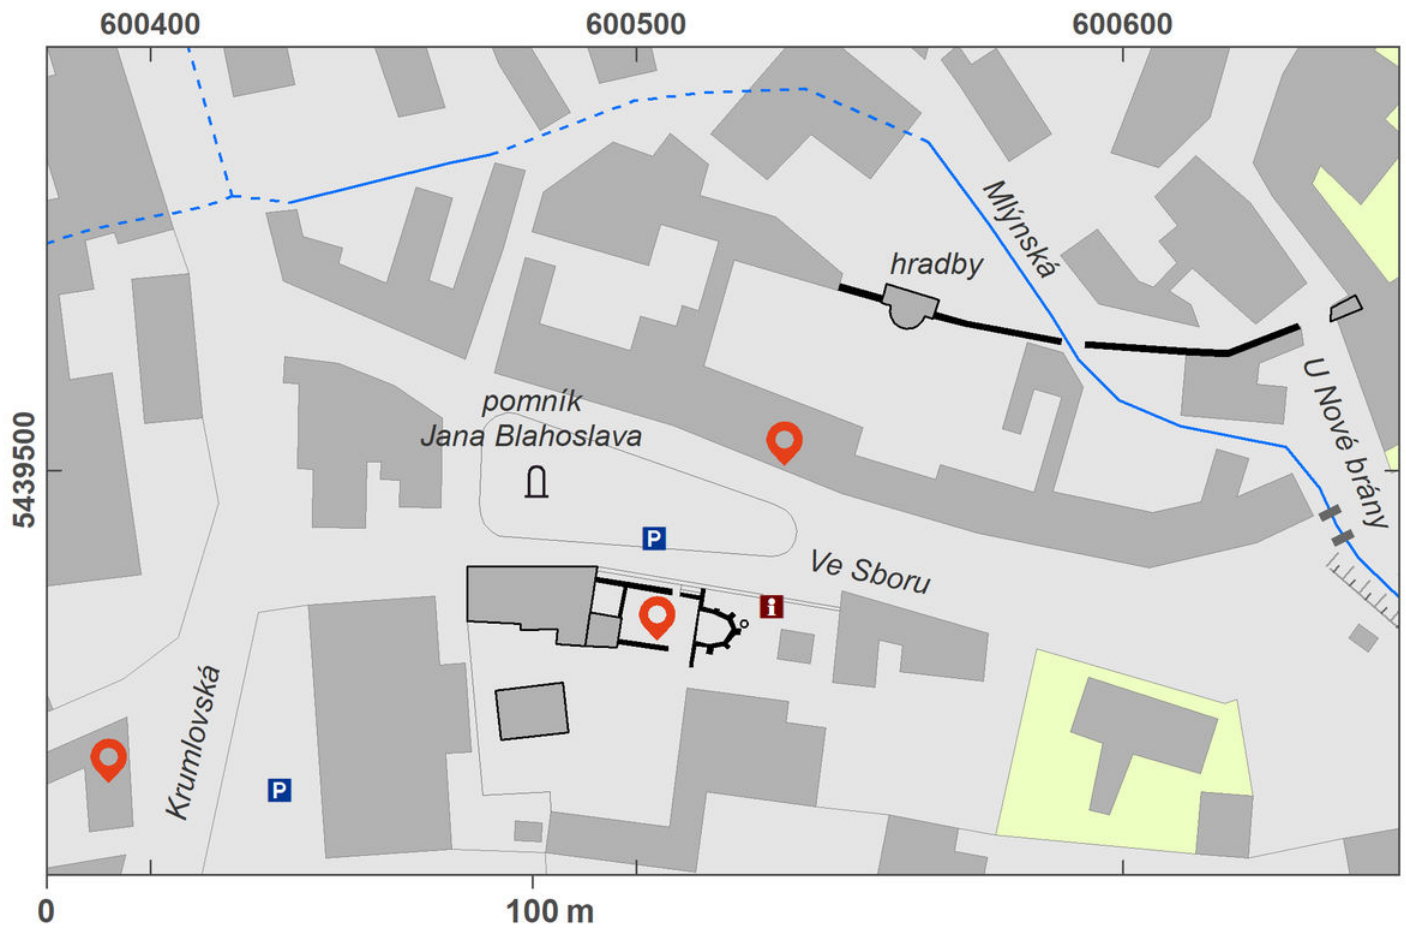 600400 600500 600600
Mlýnská
hradby
U Nové brány
pomník
Jana Blahoslava
5439500
P
Ve Sboru
i
Krumlovská
P
0 100 m